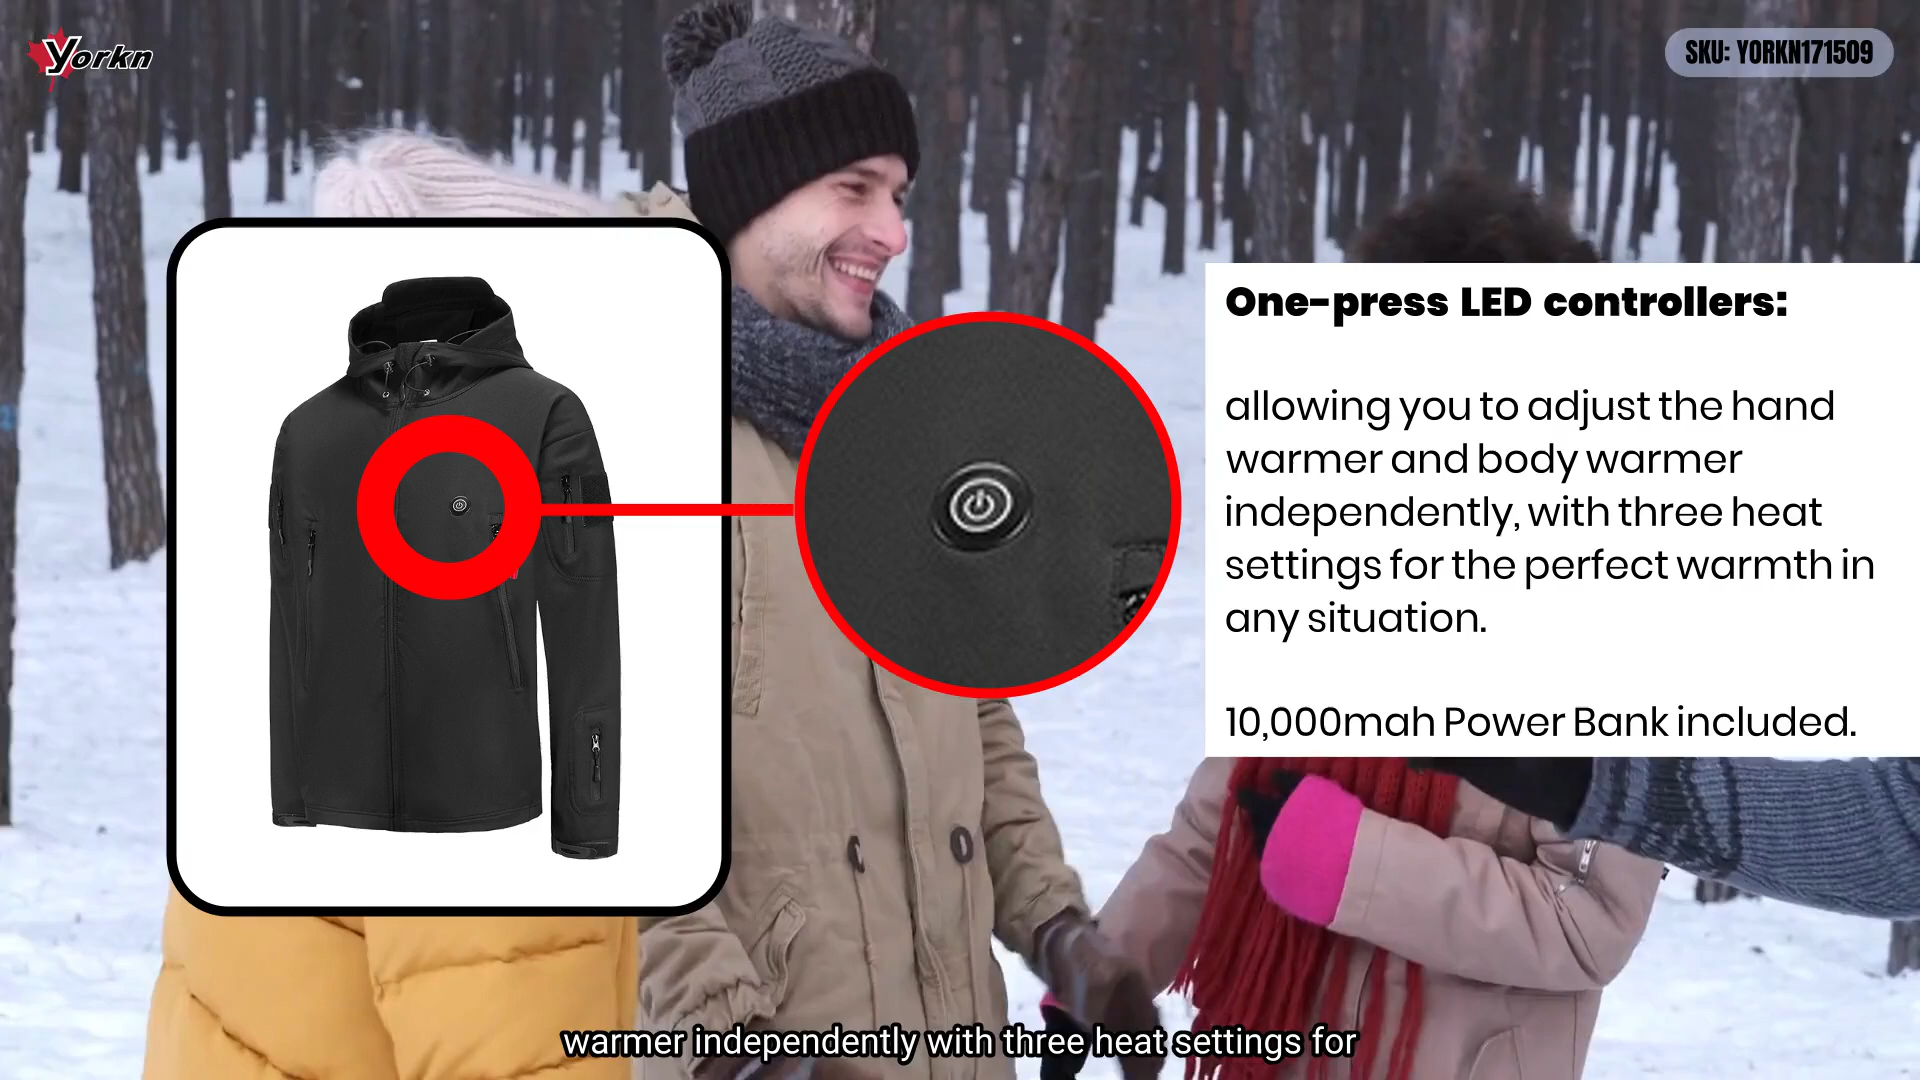 Yorkn
SKU: YORKN171509
One-press LED controllers:
allowing you to adjust the hand
warmer and body warmer
independently, with three heat
settings for the perfect warmth in
any situation.
10,000mah Power Bank included.
warmer independently with three heat settings for